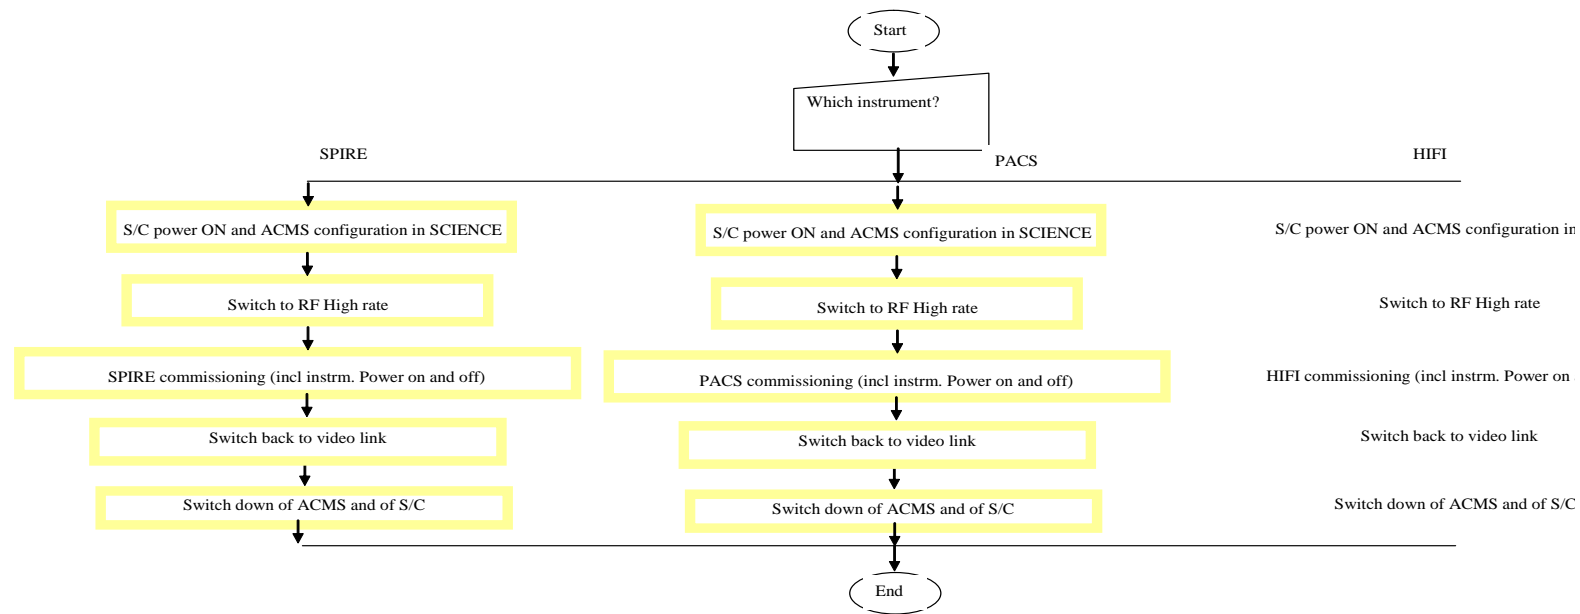 Start
Which instrument?
SPIRE
PACS
HIFI
S/C power ON and ACMS configuration in SCIENCE
S/C power ON and ACMS configuration in SCIENCE
S/C power ON and ACMS configuration in
Switch to RF High rate
Switch to RF High rate
Switch to RF High rate
SPIRE commissioning (incl instrm. Power on and off)
PACS commissioning (incl instrm. Power on and off)
HIFI commissioning (incl instrm. Power on
Switch back to video link
Switch back to video link
Switch back to video link
Switch down of ACMS and of S/C
Switch down of ACMS and of S/C
Switch down of ACMS and of S/C
End